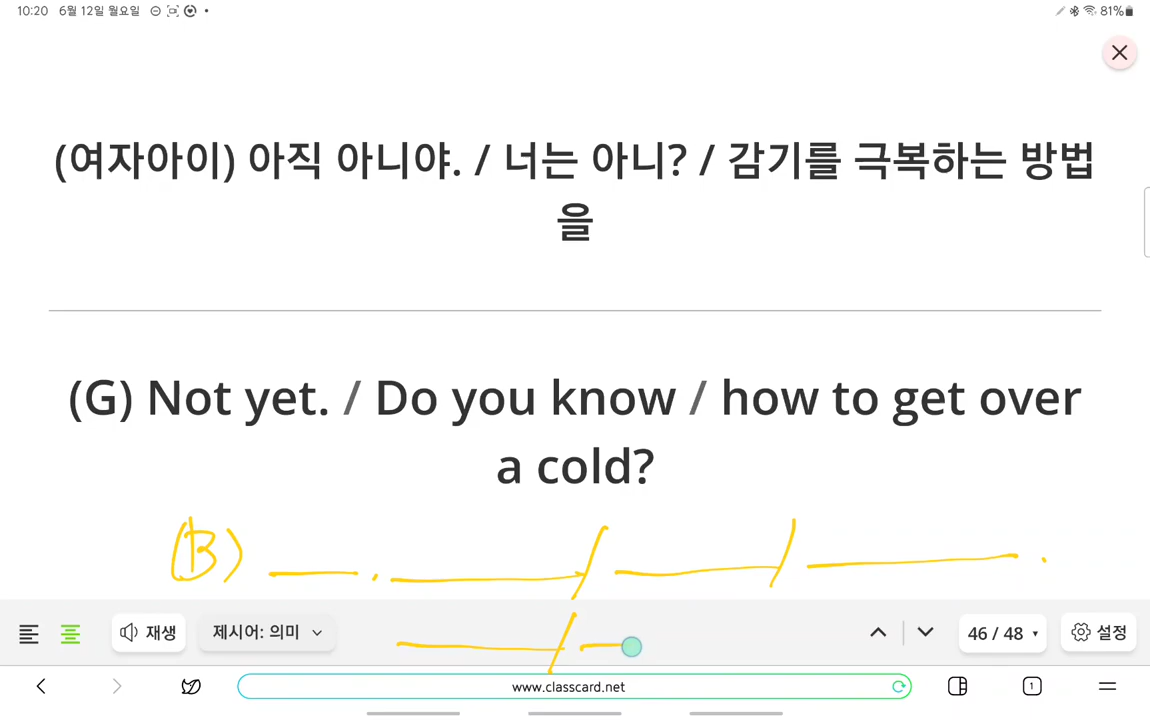 10:20 6월 12일 월요일 81%
(여자아이) 아직 아니야. / 너는 아니? / 감기를 극복하는 방법
을
(G) Not yet. / Do you know / how to get over
a cold?
(B)
재생 제시어: 의미 46 / 48 설정
www.classcard.net 1